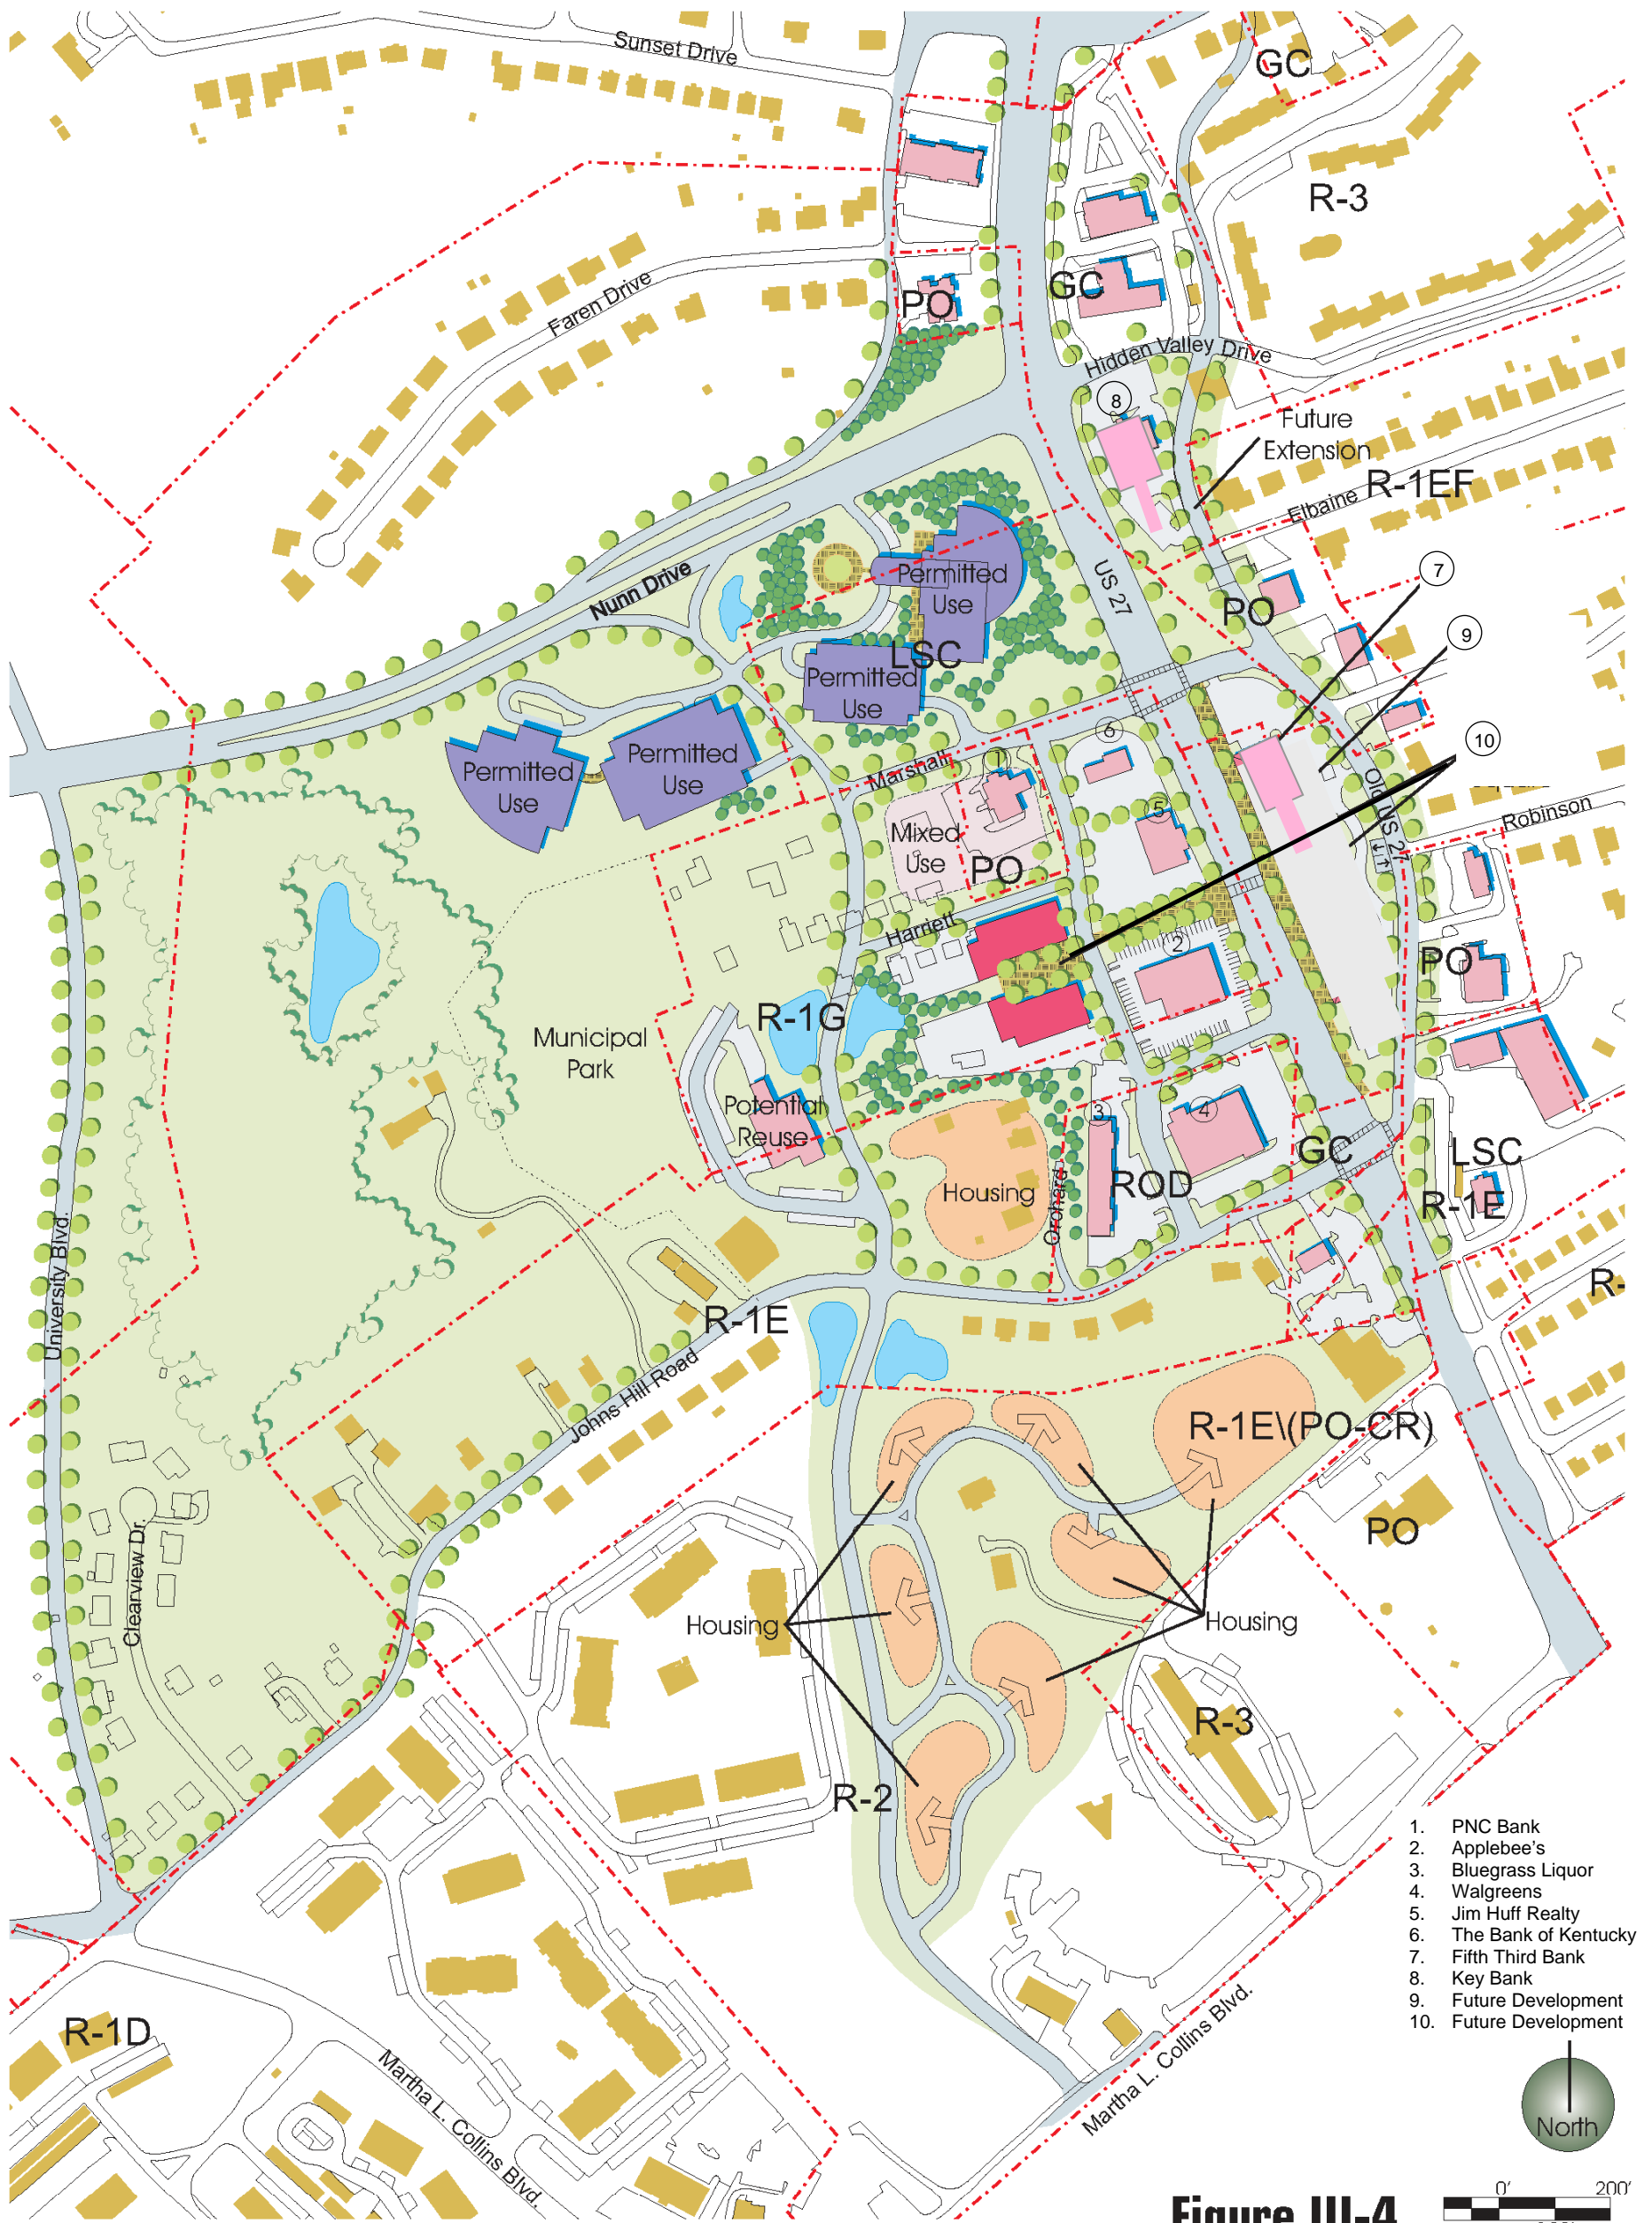 Sunset Drive
GC
R-3
Faren Drive
PO
GC
Hidden Valley Drive
8
Future
Extension
R-1EF
Elbaine
US 27
7
Permitted
Use
Nunn Drive
PO
9
LSC
Permitted
Use
6
10
Permitted
Use
Permitted
Use
Marshall
1
Old US 27
5
Robinson
Mixed
Use
PO
Harriett
2
PO
R-1G
Municipal
Park
Potential
Reuse
3
4
GC
LSC
Housing
Orchard
ROD
R-1E
University Blvd.
R-
R-1E
Johns Hill Road
R-1E\(PO-CR)
PO
Clearview Dr.
Housing
Housing
R-3
R-2
1. PNC Bank
2. Applebee's
3. Bluegrass Liquor
4. Walgreens
5. Jim Huff Realty
6. The Bank of Kentucky
7. Fifth Third Bank
8. Key Bank
9. Future Development
10. Future Development
R-1D
Martha L. Collins Blvd.
Martha L. Collins Blvd.
North
0' 200'
Figure III-4